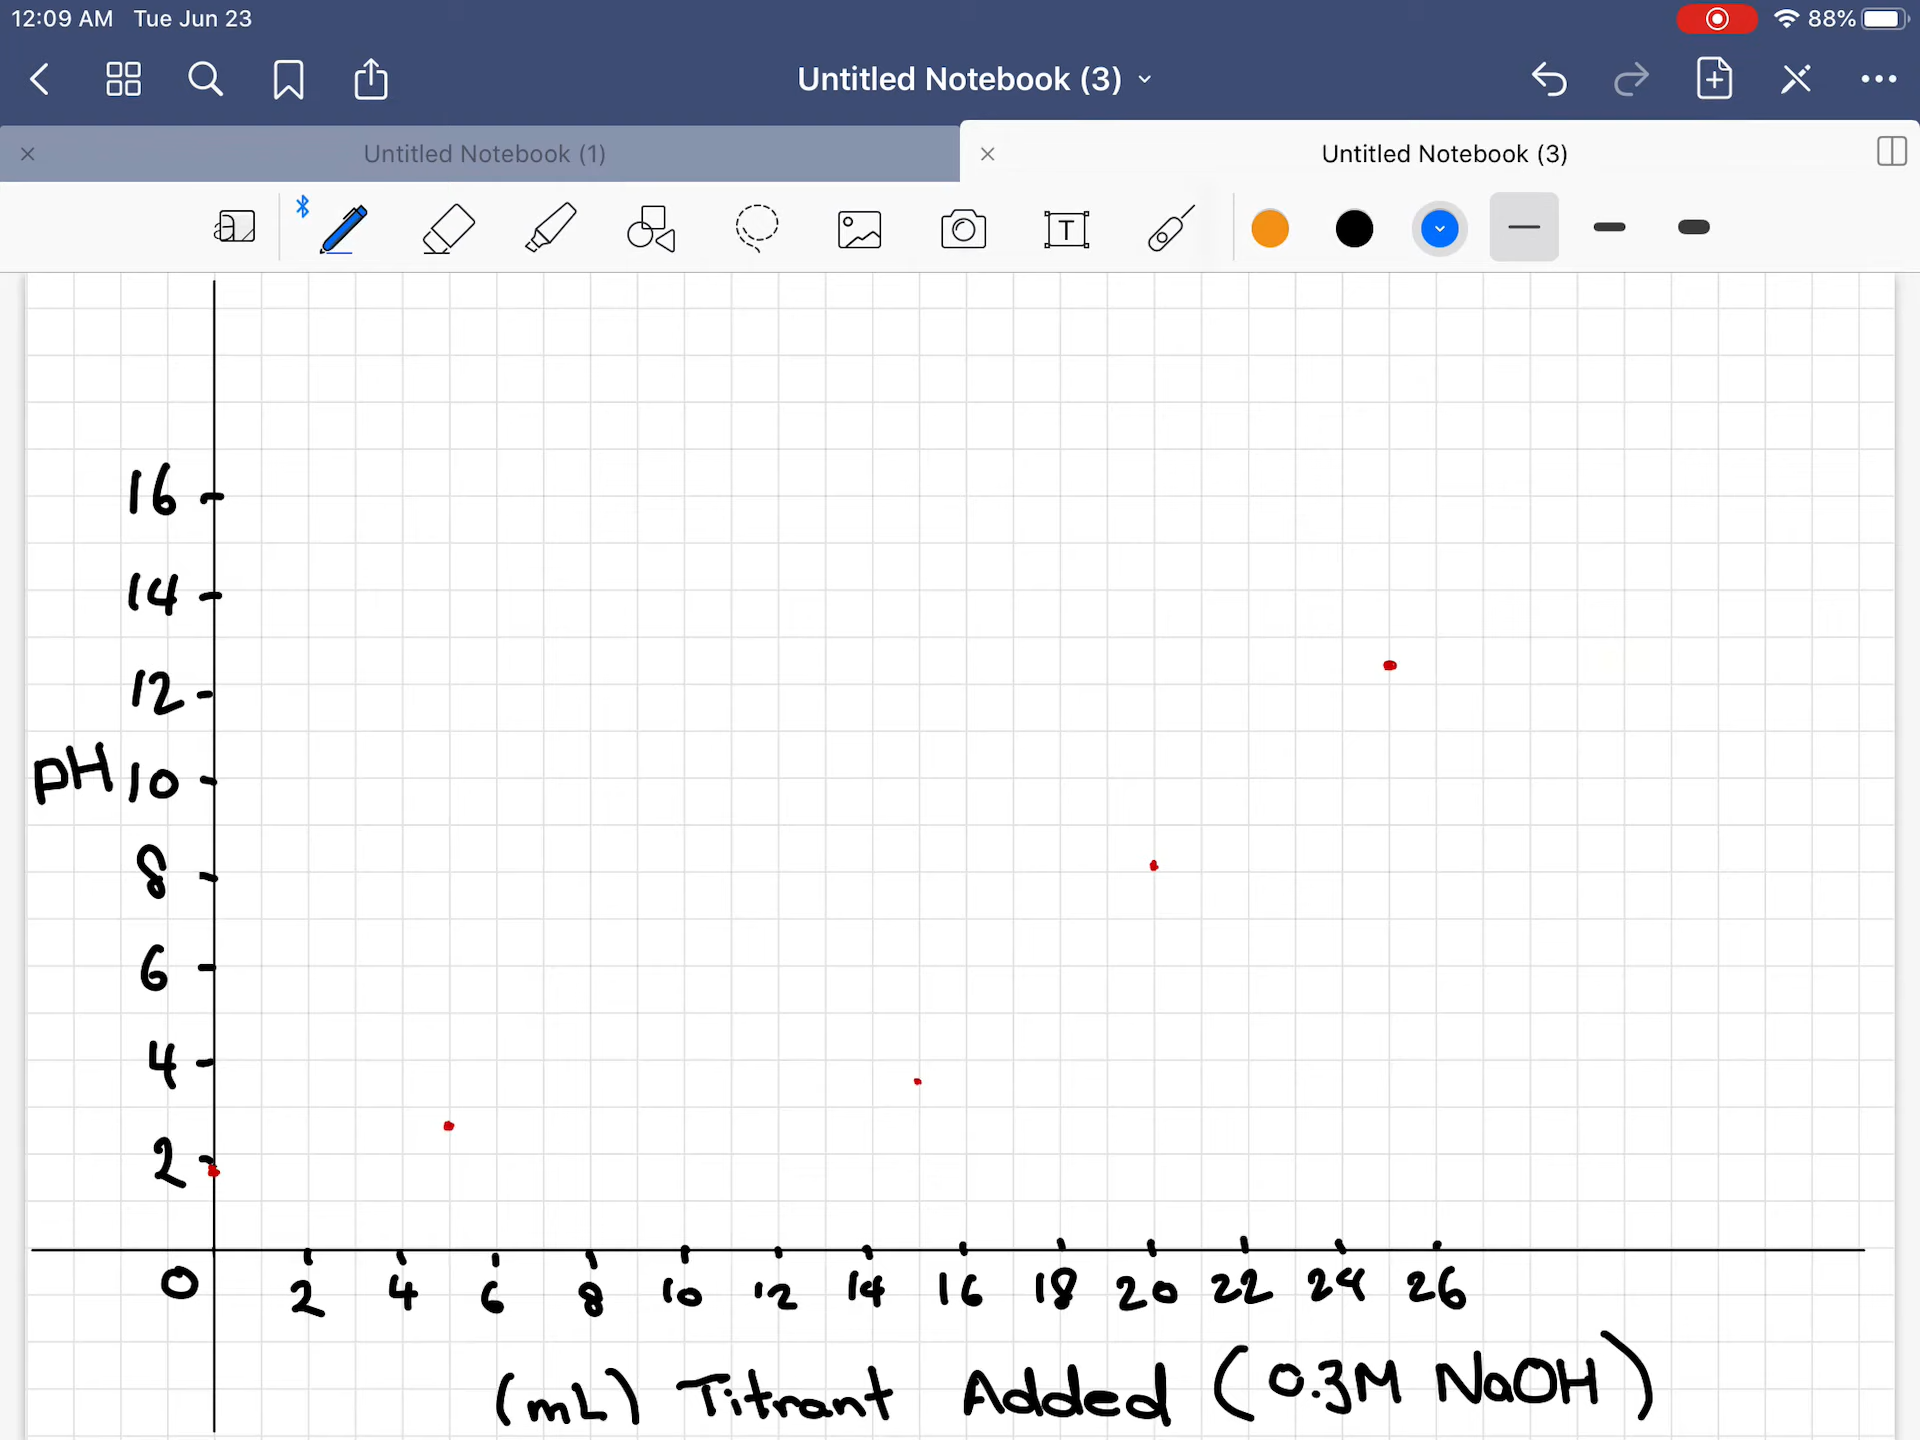 12:09 AM Tue Jun 23
88%
Untitled Notebook (3)
Untitled Notebook (1)
Untitled Notebook (3)
16
14
12
pH 10
8
6
4
2
0 2 4 6 8 10 12 14 16 18 20 22 24 26
(mL) Titrant Added (0.3M NaOH)